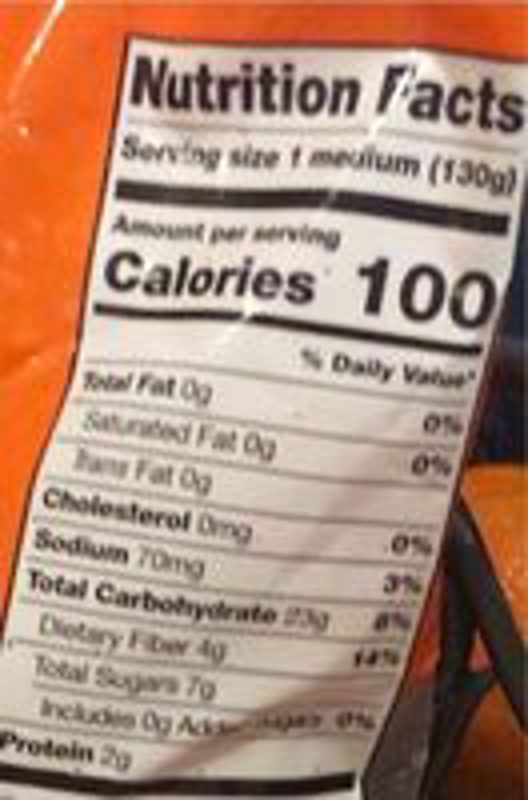 Nutrition Facts
Serving size 1 medium (130g)
Amount per serving
Calories 100
% Daily Value*
Total Fat 0g 0%
Saturated Fat 0g 0%
Trans Fat 0g
Cholesterol 0mg 0%
Sodium 70mg 3%
Total Carbohydrate 23g 8%
Dietary Fiber 4g 14%
Total Sugars 7g
Includes 0g Added Sugars 0%
Protein 2g